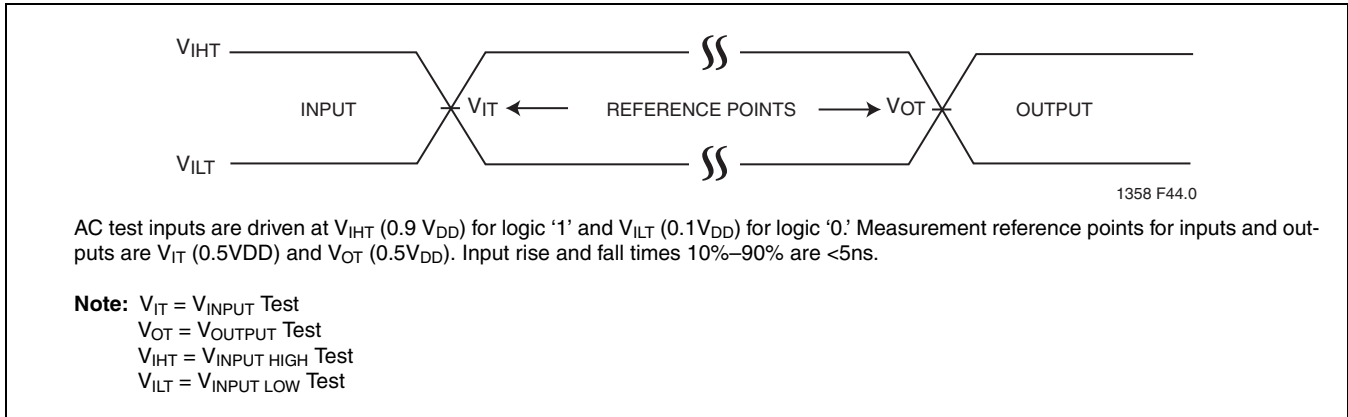 VIHT
INPUT VIT REFERENCE POINTS VOT OUTPUT
VILT
1358 F44.0
AC test inputs are driven at VIHT (0.9 VDD) for logic ‘1’ and VILT (0.1VDD) for logic ‘0.’ Measurement reference points for inputs and out-
puts are VIT (0.5VDD) and VOT (0.5VDD). Input rise and fall times 10%–90% are <5ns.
Note: VIT = VINPUT Test
VOT = VOUTPUT Test
VIHT = VINPUT HIGH Test
VILT = VINPUT LOW Test